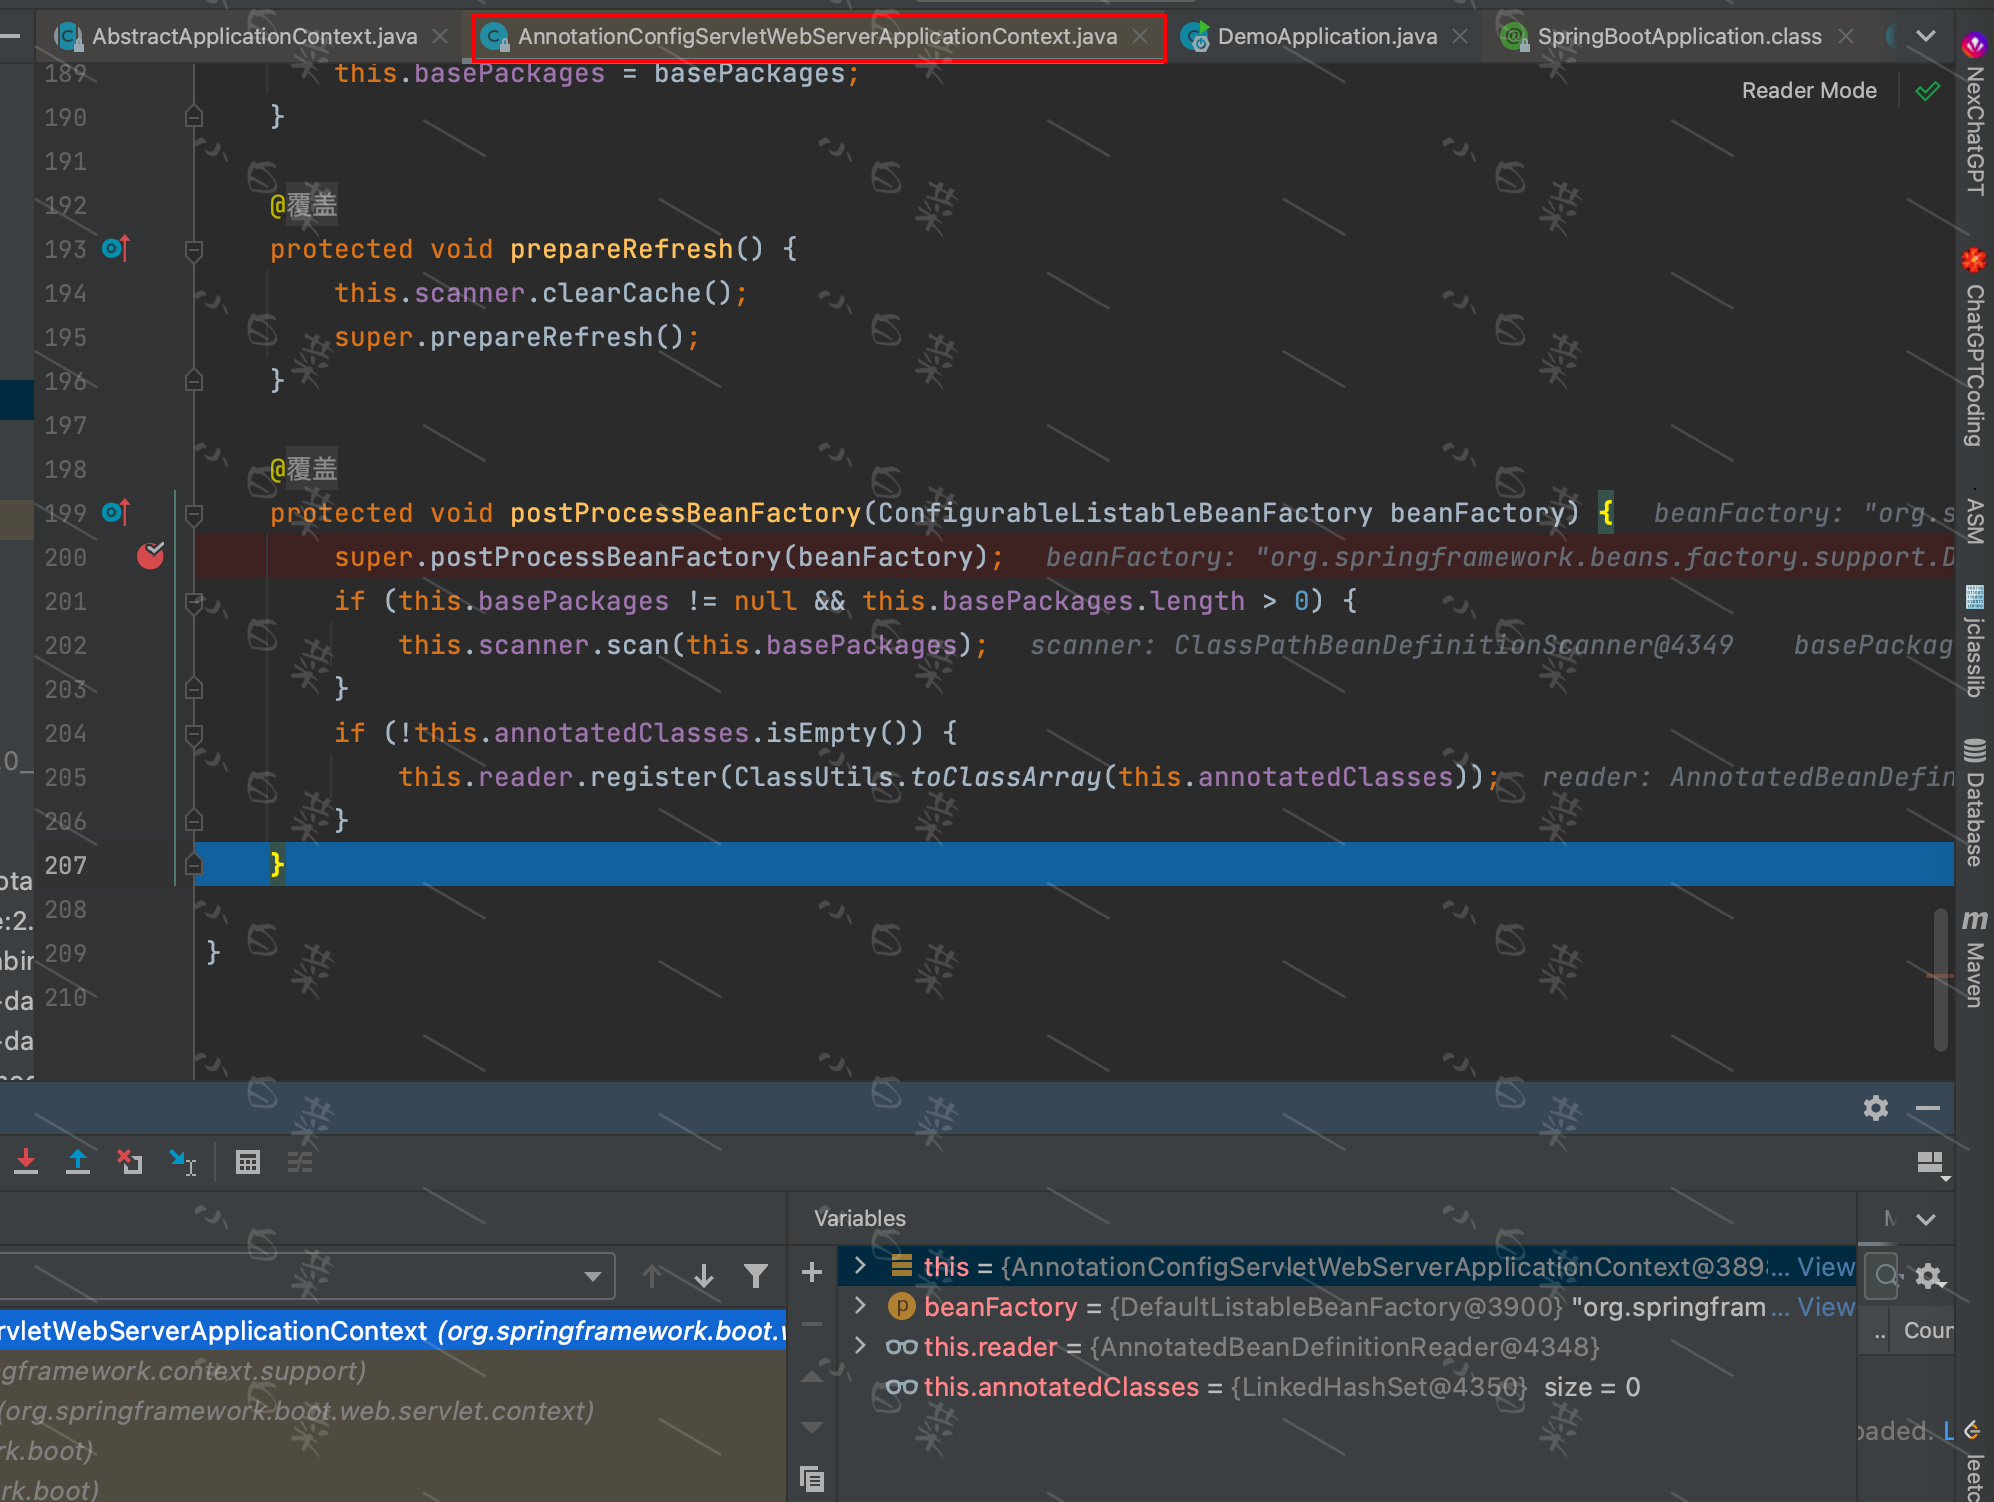 AbstractApplicationContext.java
AnnotationConfigServletWebServerApplicationContext.java
DemoApplication.java
SpringBootApplication.class
Reader Mode
189 this.basePackages = basePackages;
190 }
191
192 @覆盖
193 protected void prepareRefresh() {
194 this.scanner.clearCache();
195 super.prepareRefresh();
196 }
197
198 @覆盖
199 protected void postProcessBeanFactory(ConfigurableListableBeanFactory beanFactory) { beanFactory: "org.s
200 super.postProcessBeanFactory(beanFactory); beanFactory: "org.springframework.beans.factory.support.D
201 if (this.basePackages != null && this.basePackages.length > 0) {
202 this.scanner.scan(this.basePackages); scanner: ClassPathBeanDefinitionScanner@4349 basePackag
203 }
204 if (!this.annotatedClasses.isEmpty()) {
205 this.reader.register(ClassUtils.toClassArray(this.annotatedClasses)); reader: AnnotatedBeanDefin
206 }
207 }
208
209 }
210
NexChatGPT
ChatGPTCoding
ASM
jclasslib
Database
Maven
leetc
.0_
ota
e:2.
bin
-da
-da
Variables
this = {AnnotationConfigServletWebServerApplicationContext@389... View
beanFactory = {DefaultListableBeanFactory@3900} "org.springfram... View
this.reader = {AnnotatedBeanDefinitionReader@4348}
this.annotatedClasses = {LinkedHashSet@4350} size = 0
rvletWebServerApplicationContext (org.springframework.boot.w
ngframework.context.support)
(org.springframework.boot.web.servlet.context)
rk.boot)
rk.boot)
.. Coun
oaded. L